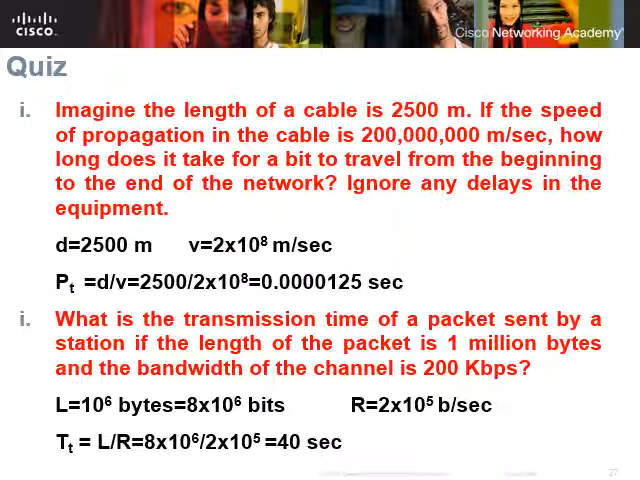 CISCO
Cisco Networking Academy
Quiz
i. Imagine the length of a cable is 2500 m. If the speed
of propagation in the cable is 200,000,000 m/sec, how
long does it take for a bit to travel from the beginning
to the end of the network? Ignore any delays in the
equipment.
d=2500 m v=2x10⁸ m/sec
Pₜ =d/v=2500/2x10⁸=0.0000125 sec
i. What is the transmission time of a packet sent by a
station if the length of the packet is 1 million bytes
and the bandwidth of the channel is 200 Kbps?
L=10⁶ bytes=8x10⁶ bits R=2x10⁵ b/sec
Tₜ = L/R=8x10⁶/2x10⁵ =40 sec
27